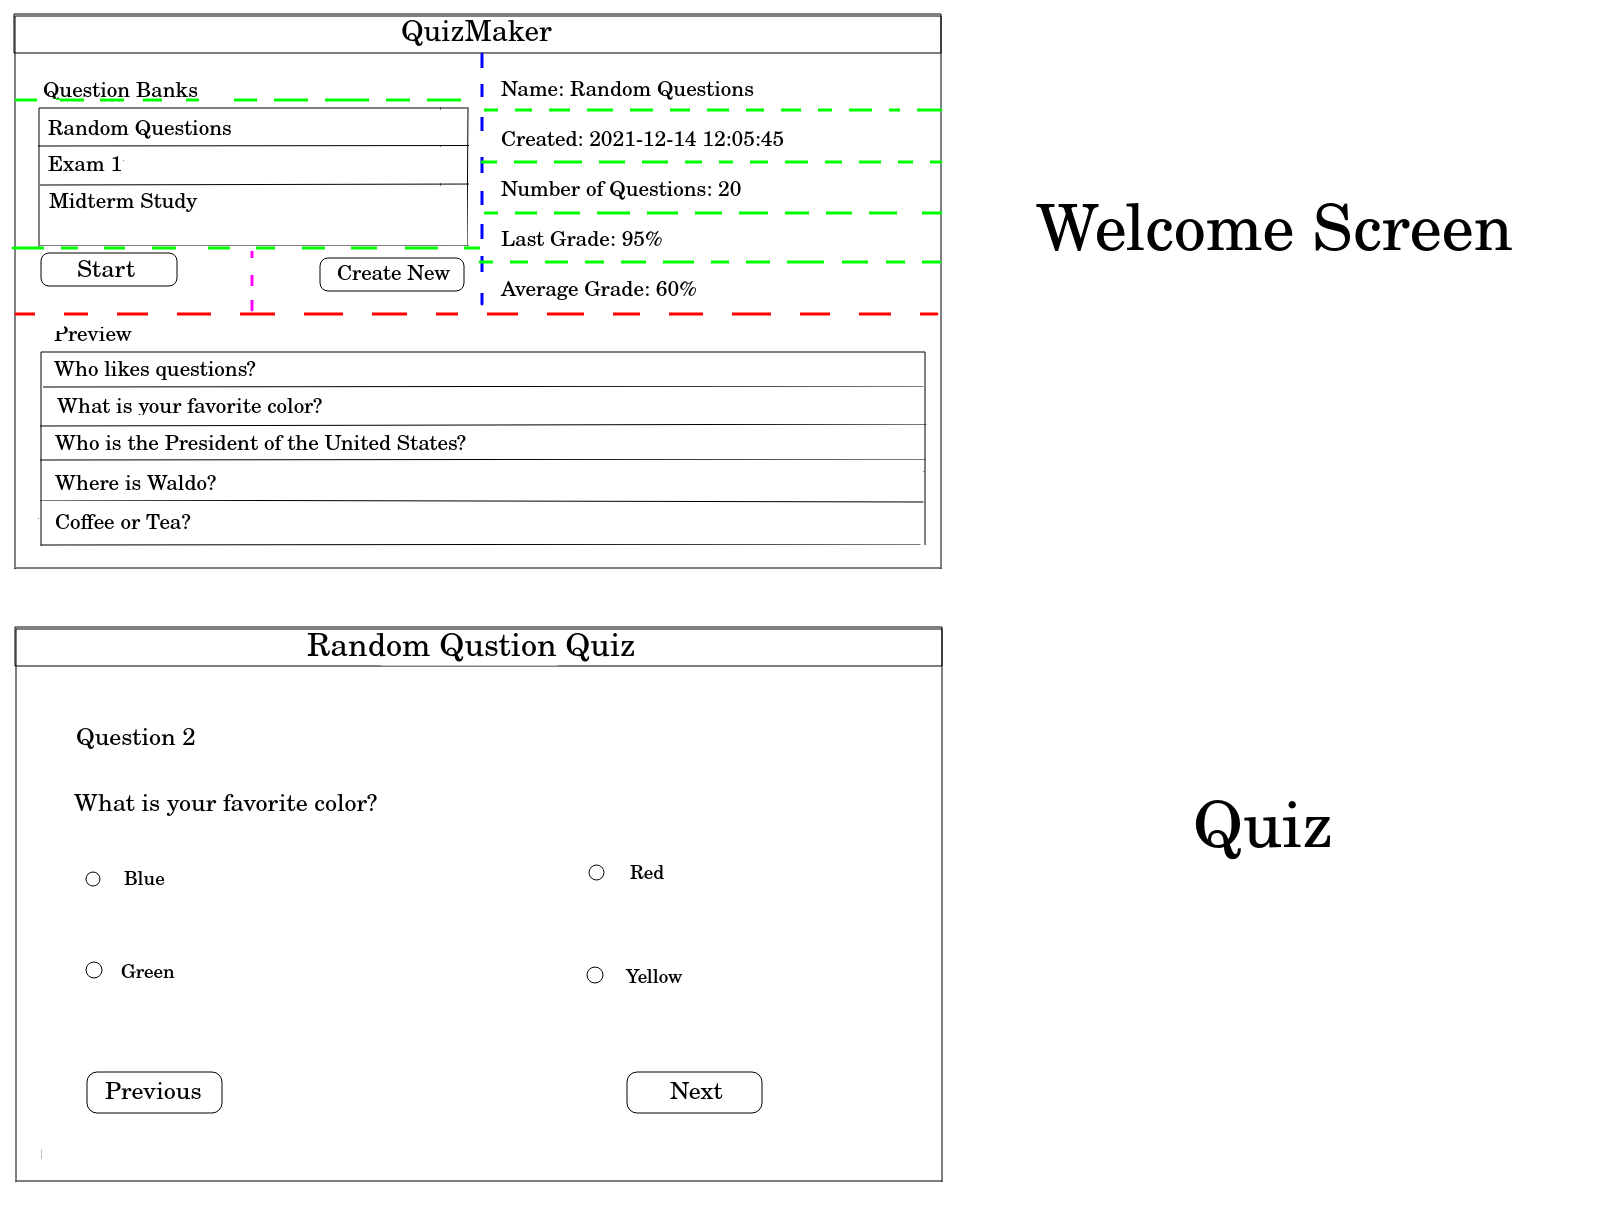 QuizMaker
Question Banks
Random Questions
Exam 1
Midterm Study
Start
Create New
Name: Random Questions
Created: 2021-12-14 12:05:45
Number of Questions: 20
Last Grade: 95%
Average Grade: 60%
Preview
Who likes questions?
What is your favorite color?
Who is the President of the United States?
Where is Waldo?
Coffee or Tea?
Welcome Screen
Random Qustion Quiz
Question 2
What is your favorite color?
Blue
Red
Green
Yellow
Previous
Next
Quiz